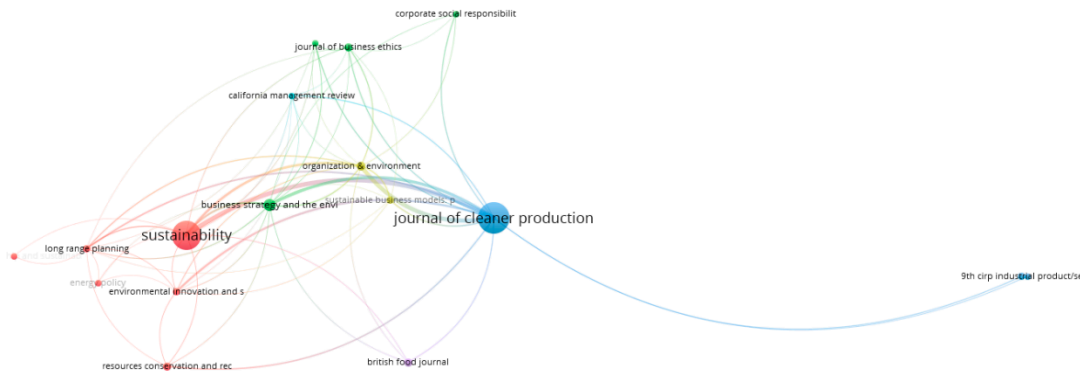 corporate social responsibilit
journal of business ethics
california management review
organization & environment
sustainable business models: p
business strategy and the envi
journal of cleaner production
sustainability
long range planning
9th cirp industrial product/se
energy policy
environmental innovation and s
british food journal
resources conservation and rec